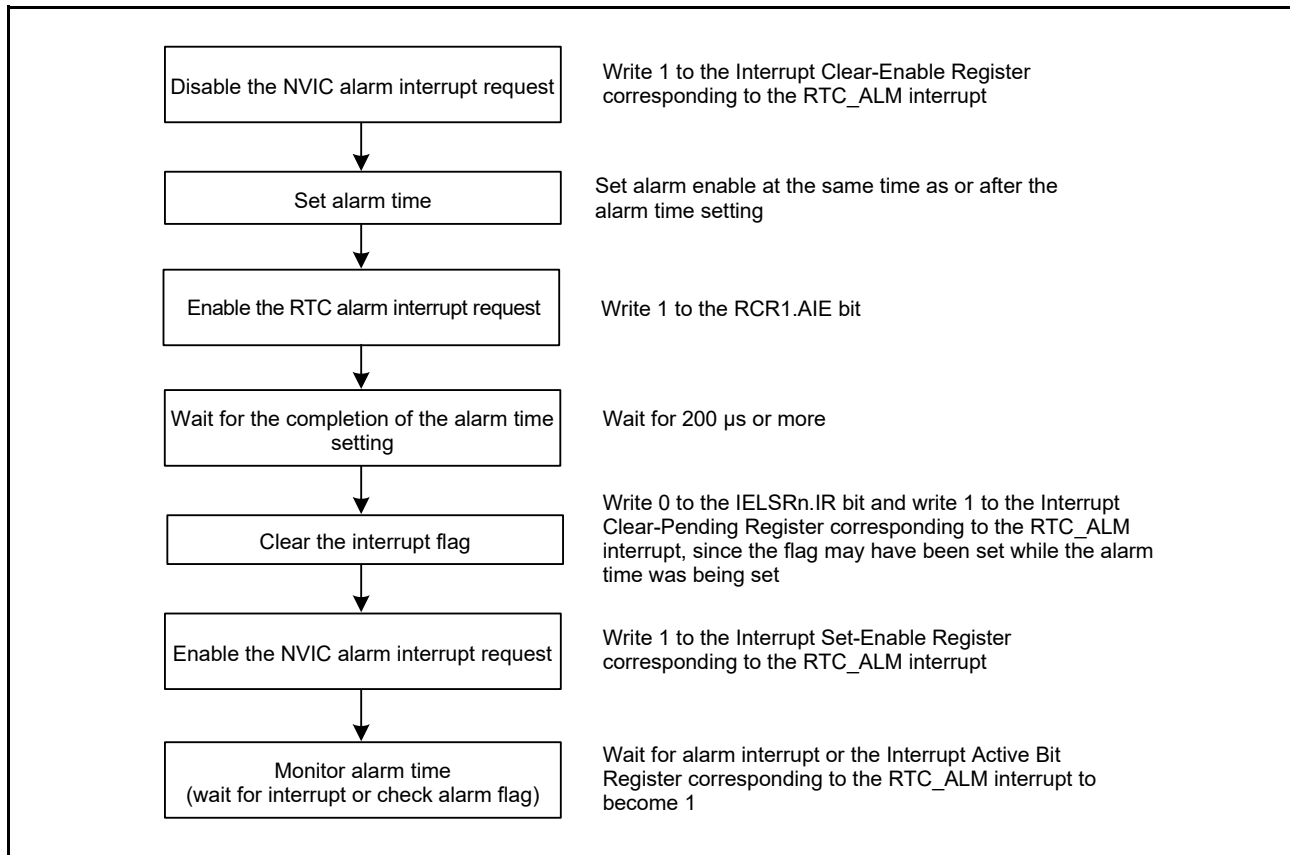 Disable the NVIC alarm interrupt request
Write 1 to the Interrupt Clear-Enable Register
corresponding to the RTC_ALM interrupt
Set alarm time
Set alarm enable at the same time as or after the
alarm time setting
Enable the RTC alarm interrupt request
Write 1 to the RCR1.AIE bit
Wait for the completion of the alarm time
setting
Wait for 200 µs or more
Clear the interrupt flag
Write 0 to the IELSRn.IR bit and write 1 to the Interrupt
Clear-Pending Register corresponding to the RTC_ALM
interrupt, since the flag may have been set while the alarm
time was being set
Enable the NVIC alarm interrupt request
Write 1 to the Interrupt Set-Enable Register
corresponding to the RTC_ALM interrupt
Monitor alarm time
(wait for interrupt or check alarm flag)
Wait for alarm interrupt or the Interrupt Active Bit
Register corresponding to the RTC_ALM interrupt to
become 1